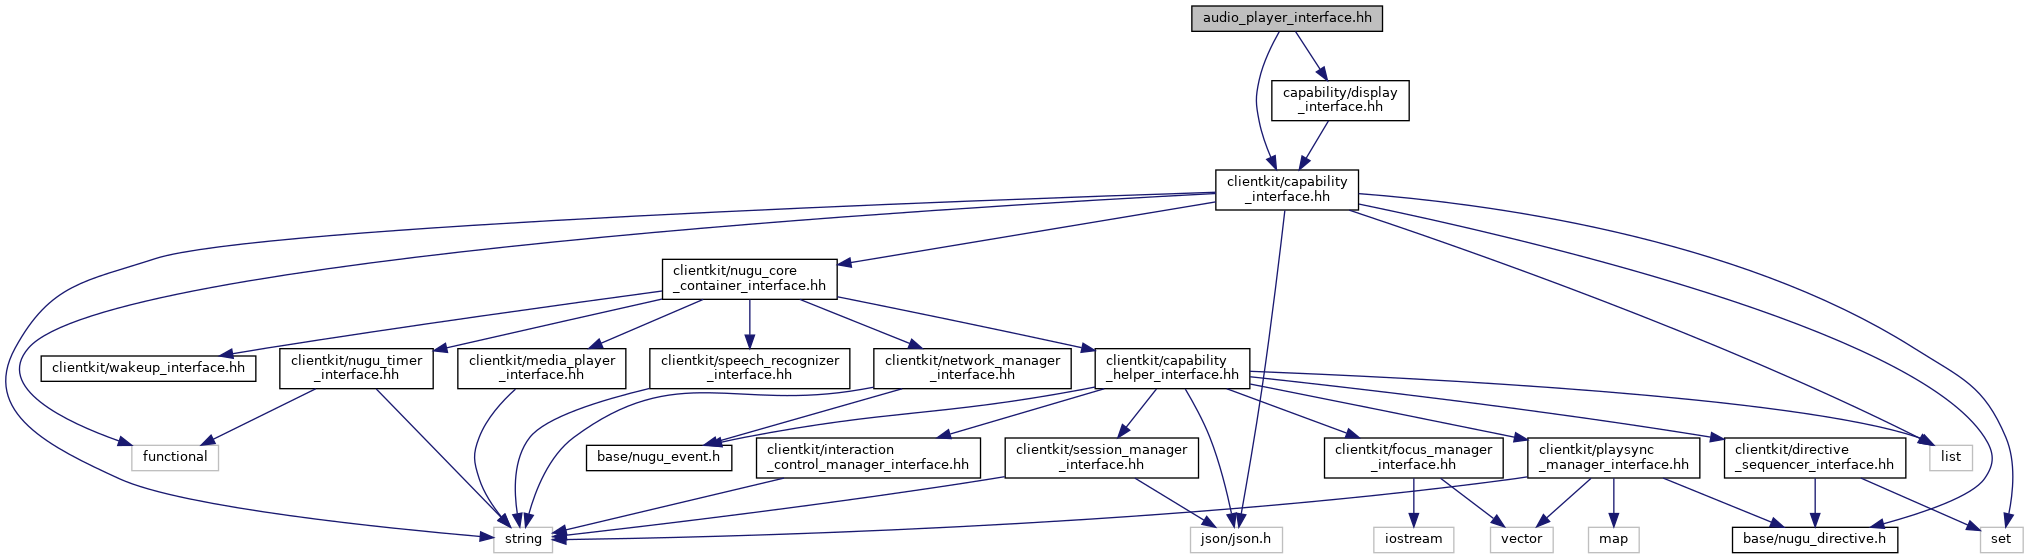 audio_player_interface.hh
capability/display
_interface.hh
clientkit/capability
_interface.hh
clientkit/nugu_core
_container_interface.hh
clientkit/wakeup_interface.hh
clientkit/nugu_timer
_interface.hh
clientkit/media_player
_interface.hh
clientkit/speech_recognizer
_interface.hh
clientkit/network_manager
_interface.hh
clientkit/capability
_helper_interface.hh
functional
base/nugu_event.h
clientkit/interaction
_control_manager_interface.hh
clientkit/session_manager
_interface.hh
clientkit/focus_manager
_interface.hh
clientkit/playsync
_manager_interface.hh
clientkit/directive
_sequencer_interface.hh
list
string
json/json.h
iostream
vector
map
base/nugu_directive.h
set